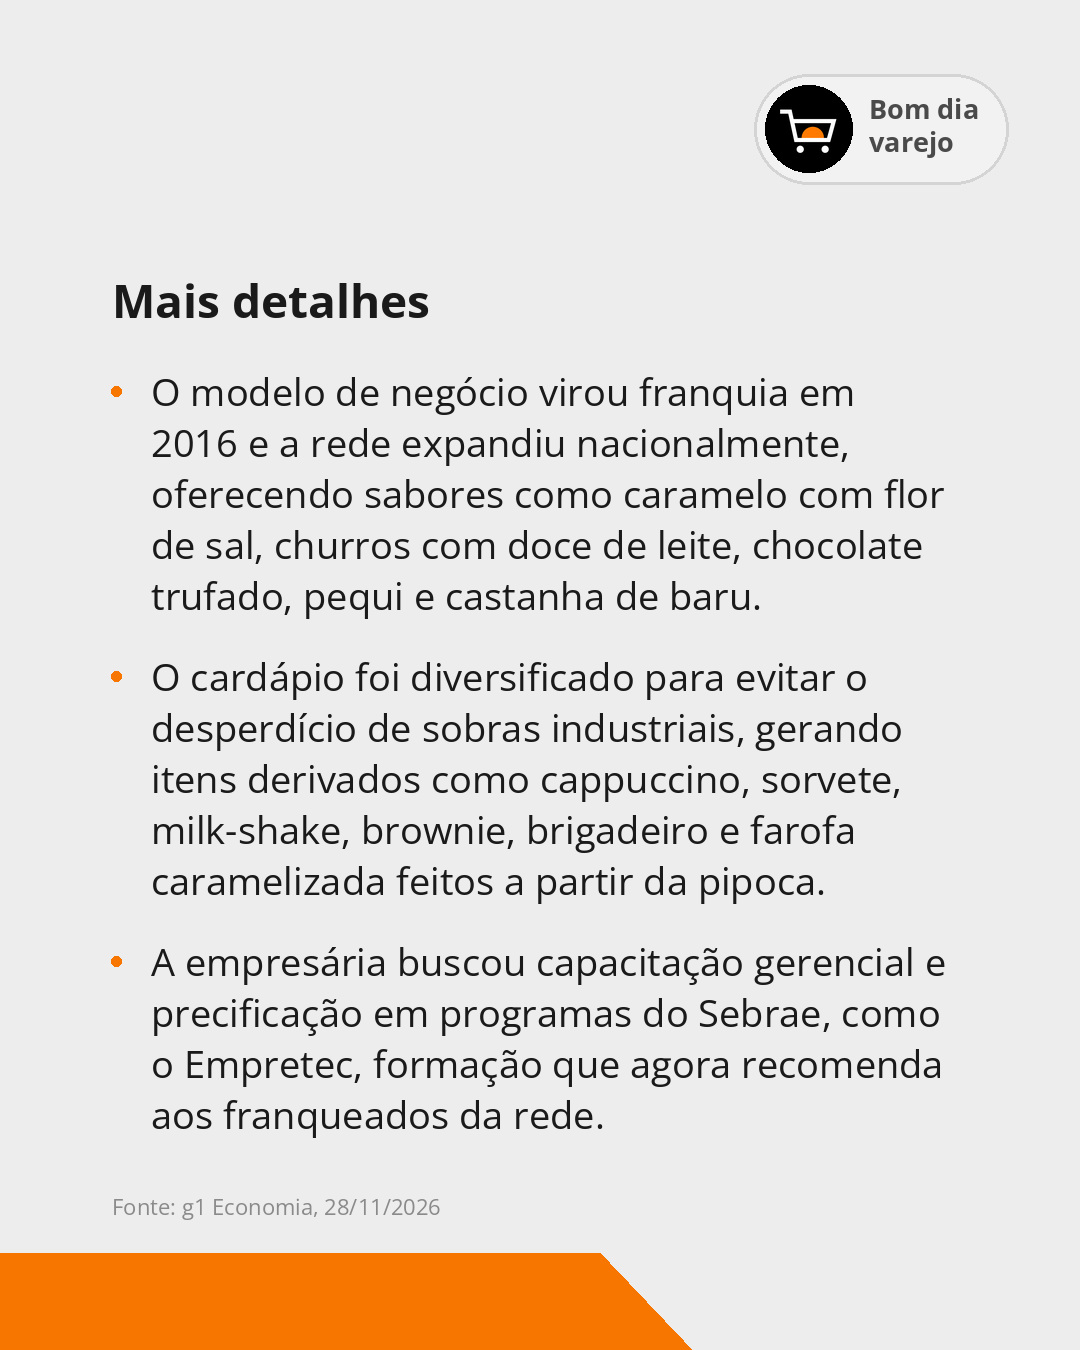 Bom dia
varejo
Mais detalhes
• O modelo de negócio virou franquia em
2016 e a rede expandiu nacionalmente,
oferecendo sabores como caramelo com flor
de sal, churros com doce de leite, chocolate
trufado, pequi e castanha de baru.
• O cardápio foi diversificado para evitar o
desperdício de sobras industriais, gerando
itens derivados como cappuccino, sorvete,
milk-shake, brownie, brigadeiro e farofa
caramelizada feitos a partir da pipoca.
• A empresária buscou capacitação gerencial e
precificação em programas do Sebrae, como
o Empretec, formação que agora recomenda
aos franqueados da rede.
Fonte: g1 Economia, 28/11/2026